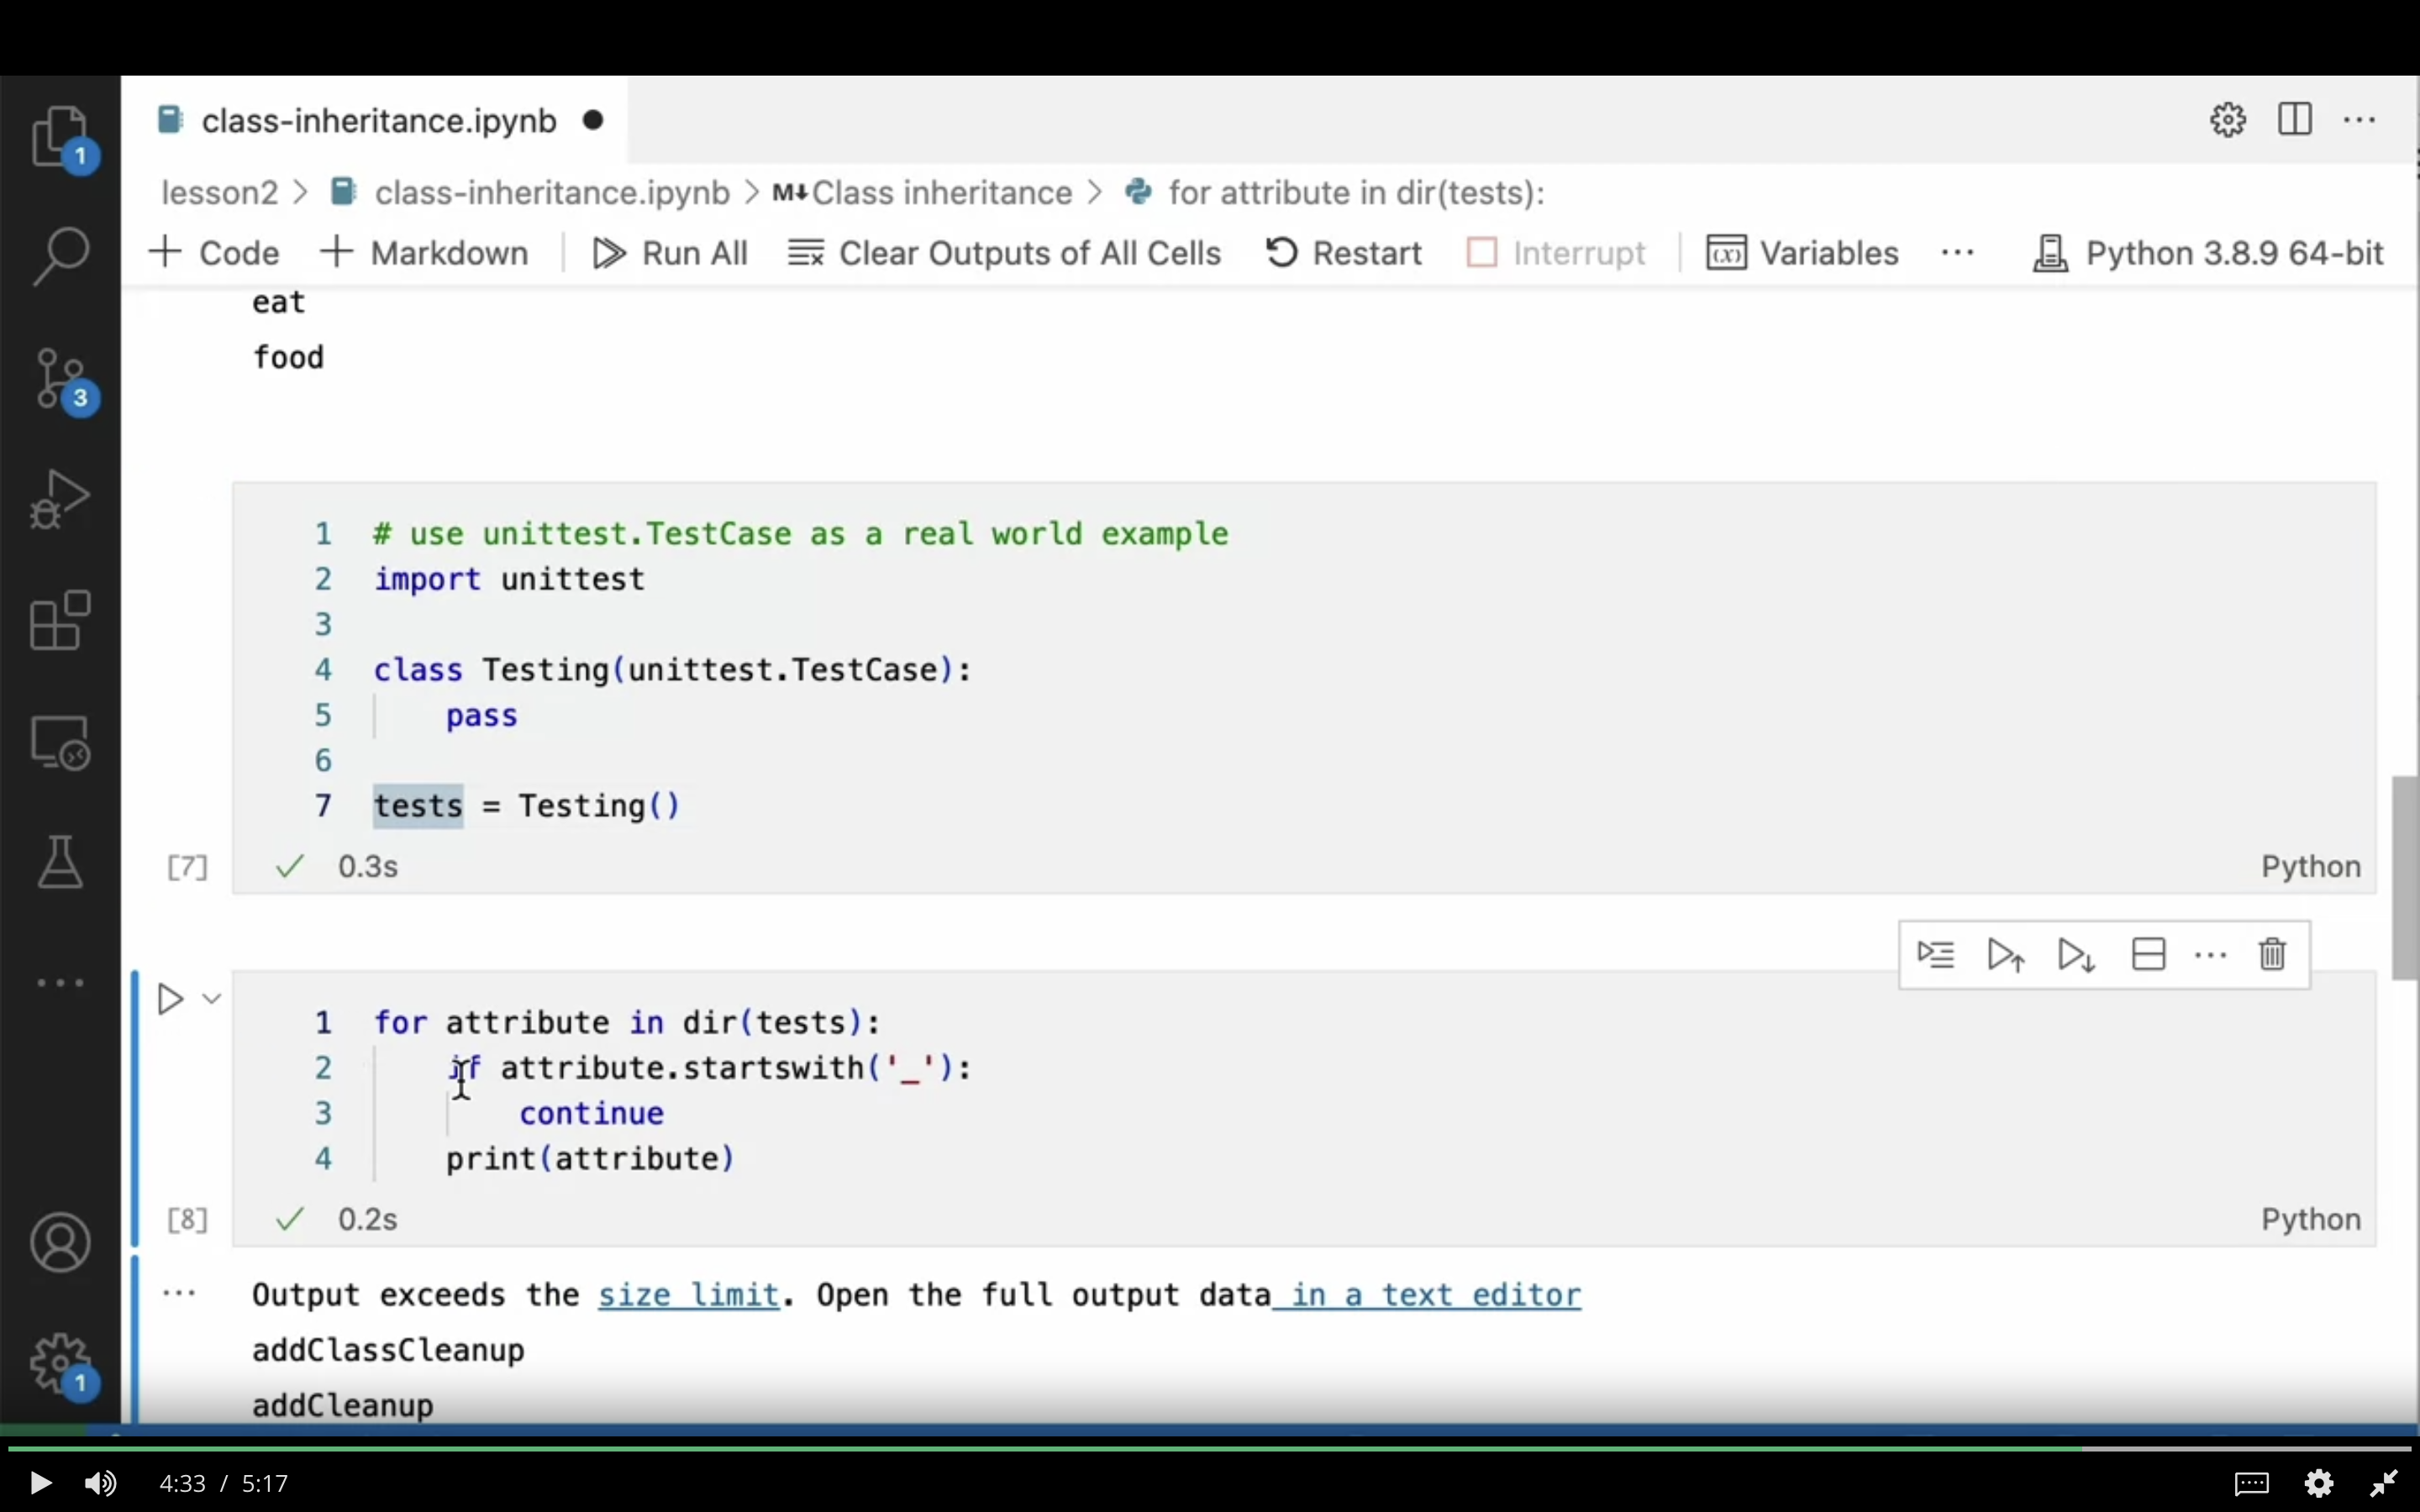 class-inheritance.ipynb
1
lesson2 > class-inheritance.ipynb > M↓Class inheritance > for attribute in dir(tests):
+ Code + Markdown Run All Clear Outputs of All Cells Restart Interrupt (x) Variables ... Python 3.8.9 64-bit
eat
food
3
1 # use unittest.TestCase as a real world example
2 import unittest
3
4 class Testing(unittest.TestCase):
5     pass
6
7 tests = Testing()
[7] ✓ 0.3s Python
1 for attribute in dir(tests):
2     if attribute.startswith('_'):
3         continue
4     print(attribute)
[8] ✓ 0.2s Python
... Output exceeds the size limit. Open the full output data in a text editor
addClassCleanup
1
addCleanup
4:33 / 5:17